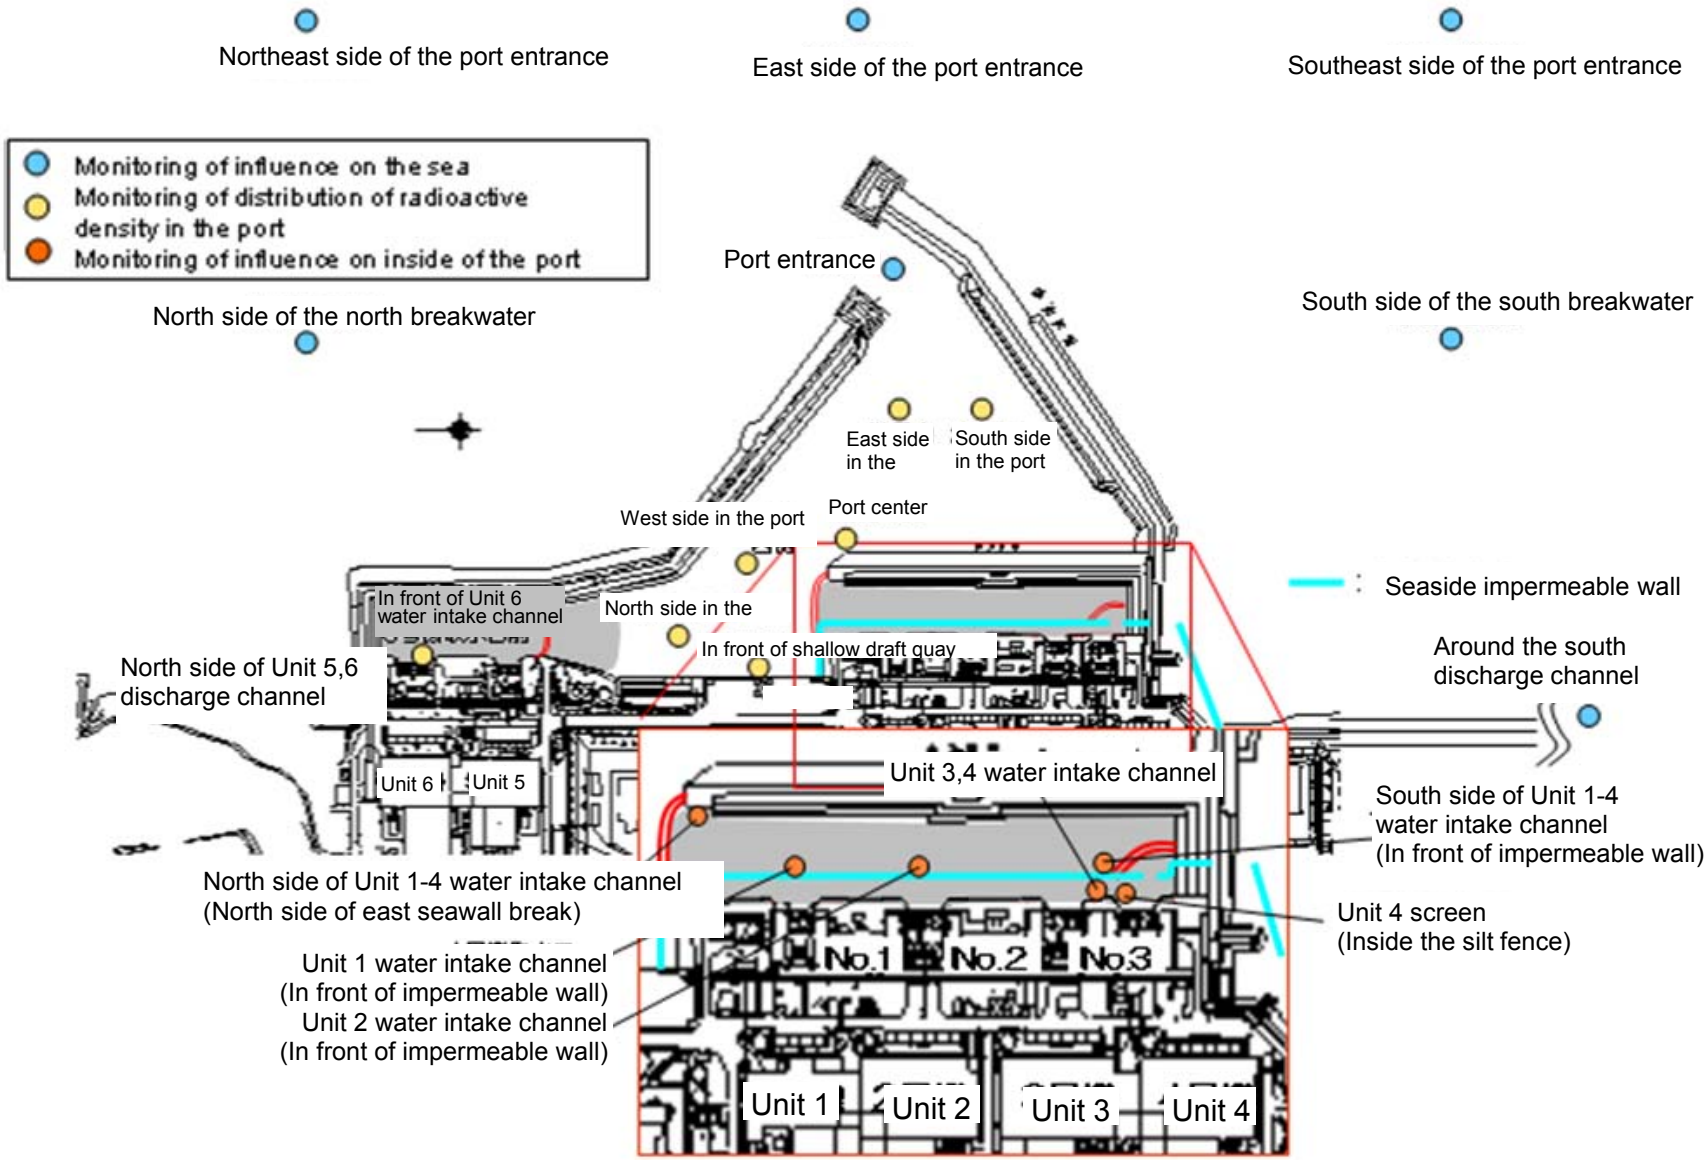 Northeast side of the port entrance
East side of the port entrance
Southeast side of the port entrance
Monitoring of influence on the sea
Monitoring of distribution of radioactive
density in the port
Monitoring of influence on inside of the port
Port entrance
North side of the north breakwater
South side of the south breakwater
East side
in the
South side
in the port
Port center
West side in the port
In front of Unit 6
water intake channel
North side in the
In front of shallow draft quay
: Seaside impermeable wall
North side of Unit 5,6
discharge channel
Around the south
discharge channel
Unit 6
Unit 5
Unit 3,4 water intake channel
South side of Unit 1-4
water intake channel
(In front of impermeable wall)
North side of Unit 1-4 water intake channel
(North side of east seawall break)
Unit 4 screen
(Inside the silt fence)
Unit 1 water intake channel
(In front of impermeable wall)
Unit 2 water intake channel
(In front of impermeable wall)
No.1
No.2
No.3
Unit 1
Unit 2
Unit 3
Unit 4